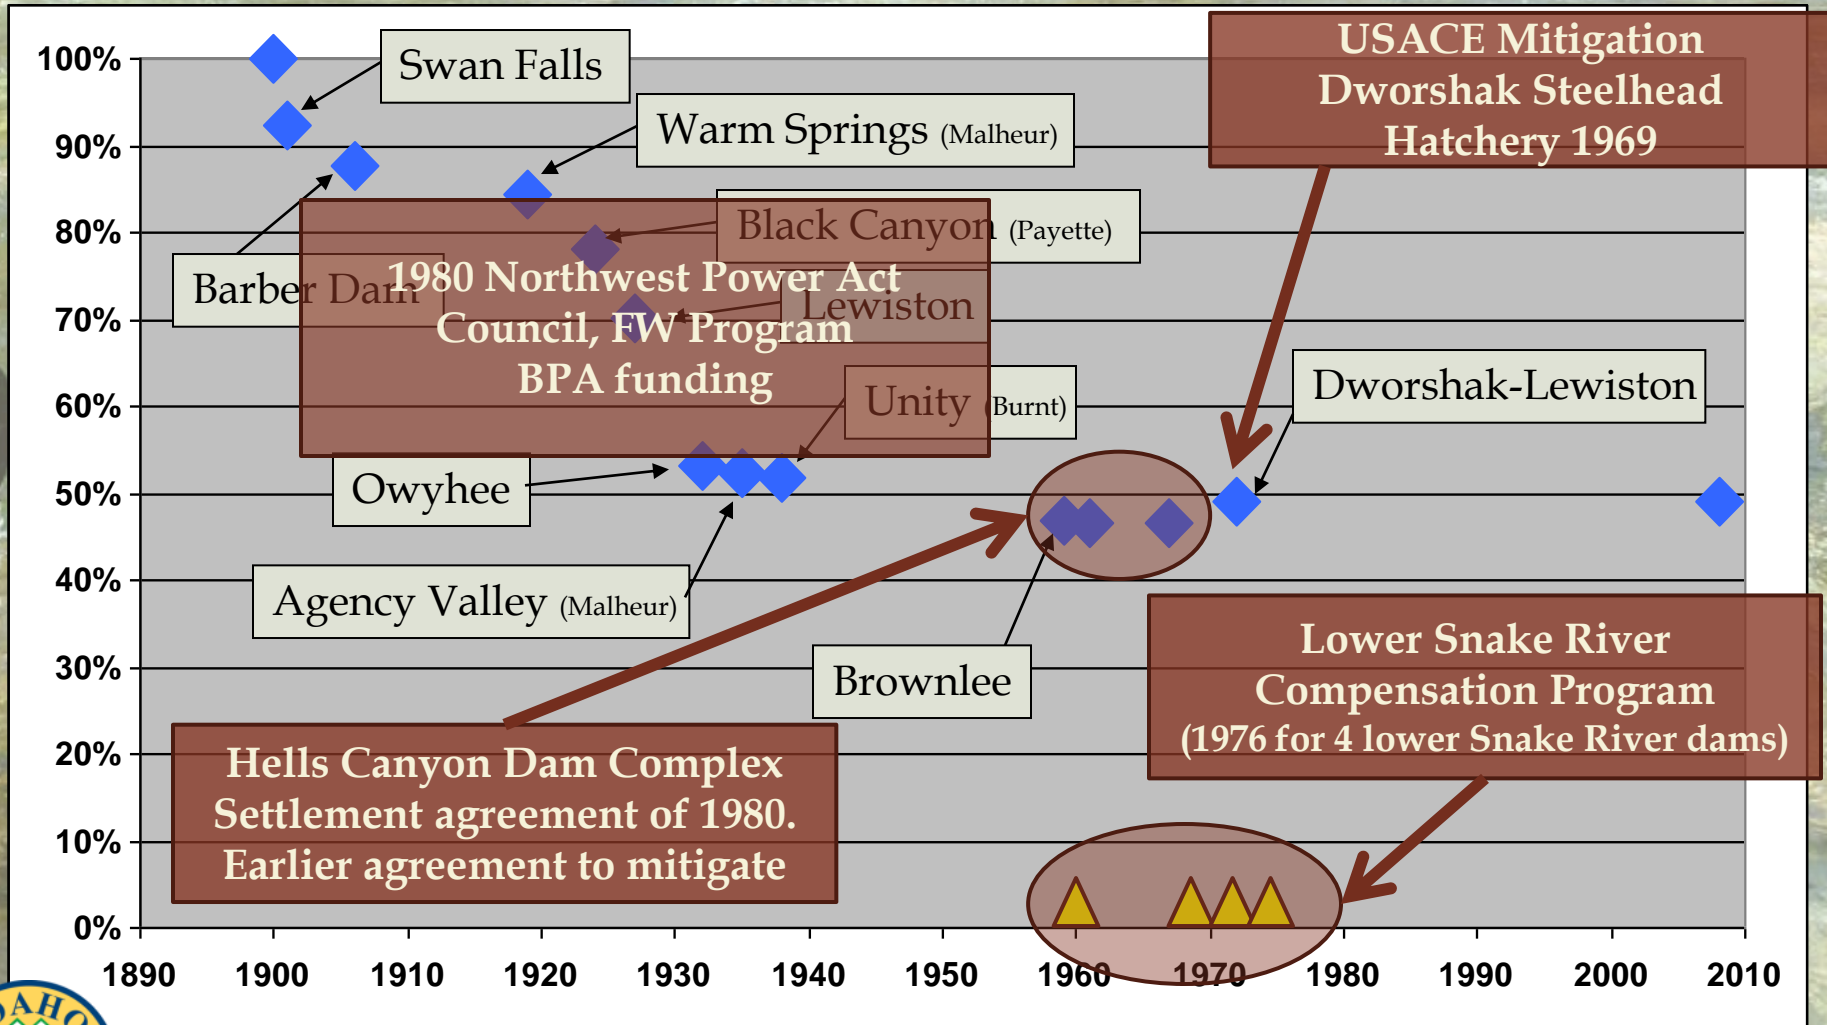 USACE Mitigation
Dworshak Steelhead
Hatchery 1969
100%
90%
80%
70%
60%
50%
40%
30%
20%
10%
0%
Swan Falls
Warm Springs (Malheur)
Black Canyon (Payette)
Barber Dam
Lewiston
1980 Northwest Power Act
Council, FW Program
BPA funding
Unity (Burnt)
Dworshak-Lewiston
Owyhee
Agency Valley (Malheur)
Brownlee
Lower Snake River
Compensation Program
(1976 for 4 lower Snake River dams)
Hells Canyon Dam Complex
Settlement agreement of 1980.
Earlier agreement to mitigate
1890 1900 1910 1920 1930 1940 1950 1960 1970 1980 1990 2000 2010